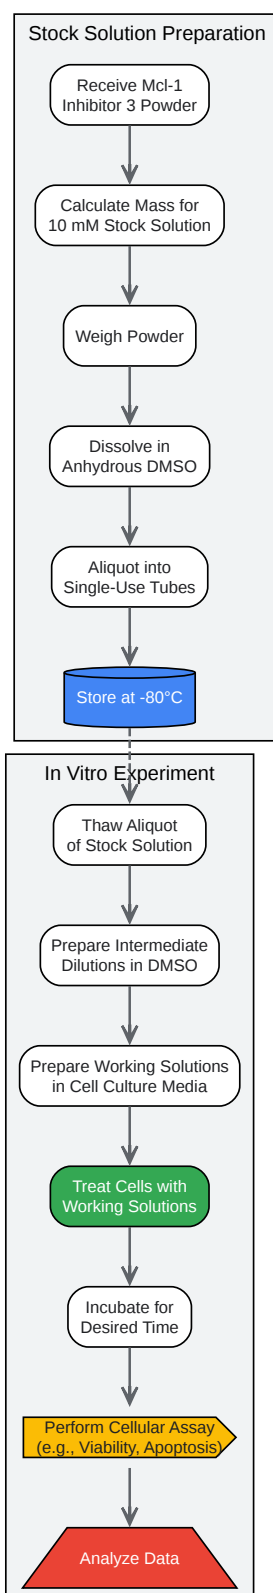 Stock Solution Preparation
Receive Mcl-1
Inhibitor 3 Powder
Calculate Mass for
10 mM Stock Solution
Weigh Powder
Dissolve in
Anhydrous DMSO
Aliquot into
Single-Use Tubes
Store at -80°C
In Vitro Experiment
Thaw Aliquot
of Stock Solution
Prepare Intermediate
Dilutions in DMSO
Prepare Working Solutions
in Cell Culture Media
Treat Cells with
Working Solutions
Incubate for
Desired Time
Perform Cellular Assay
(e.g., Viability, Apoptosis)
Analyze Data